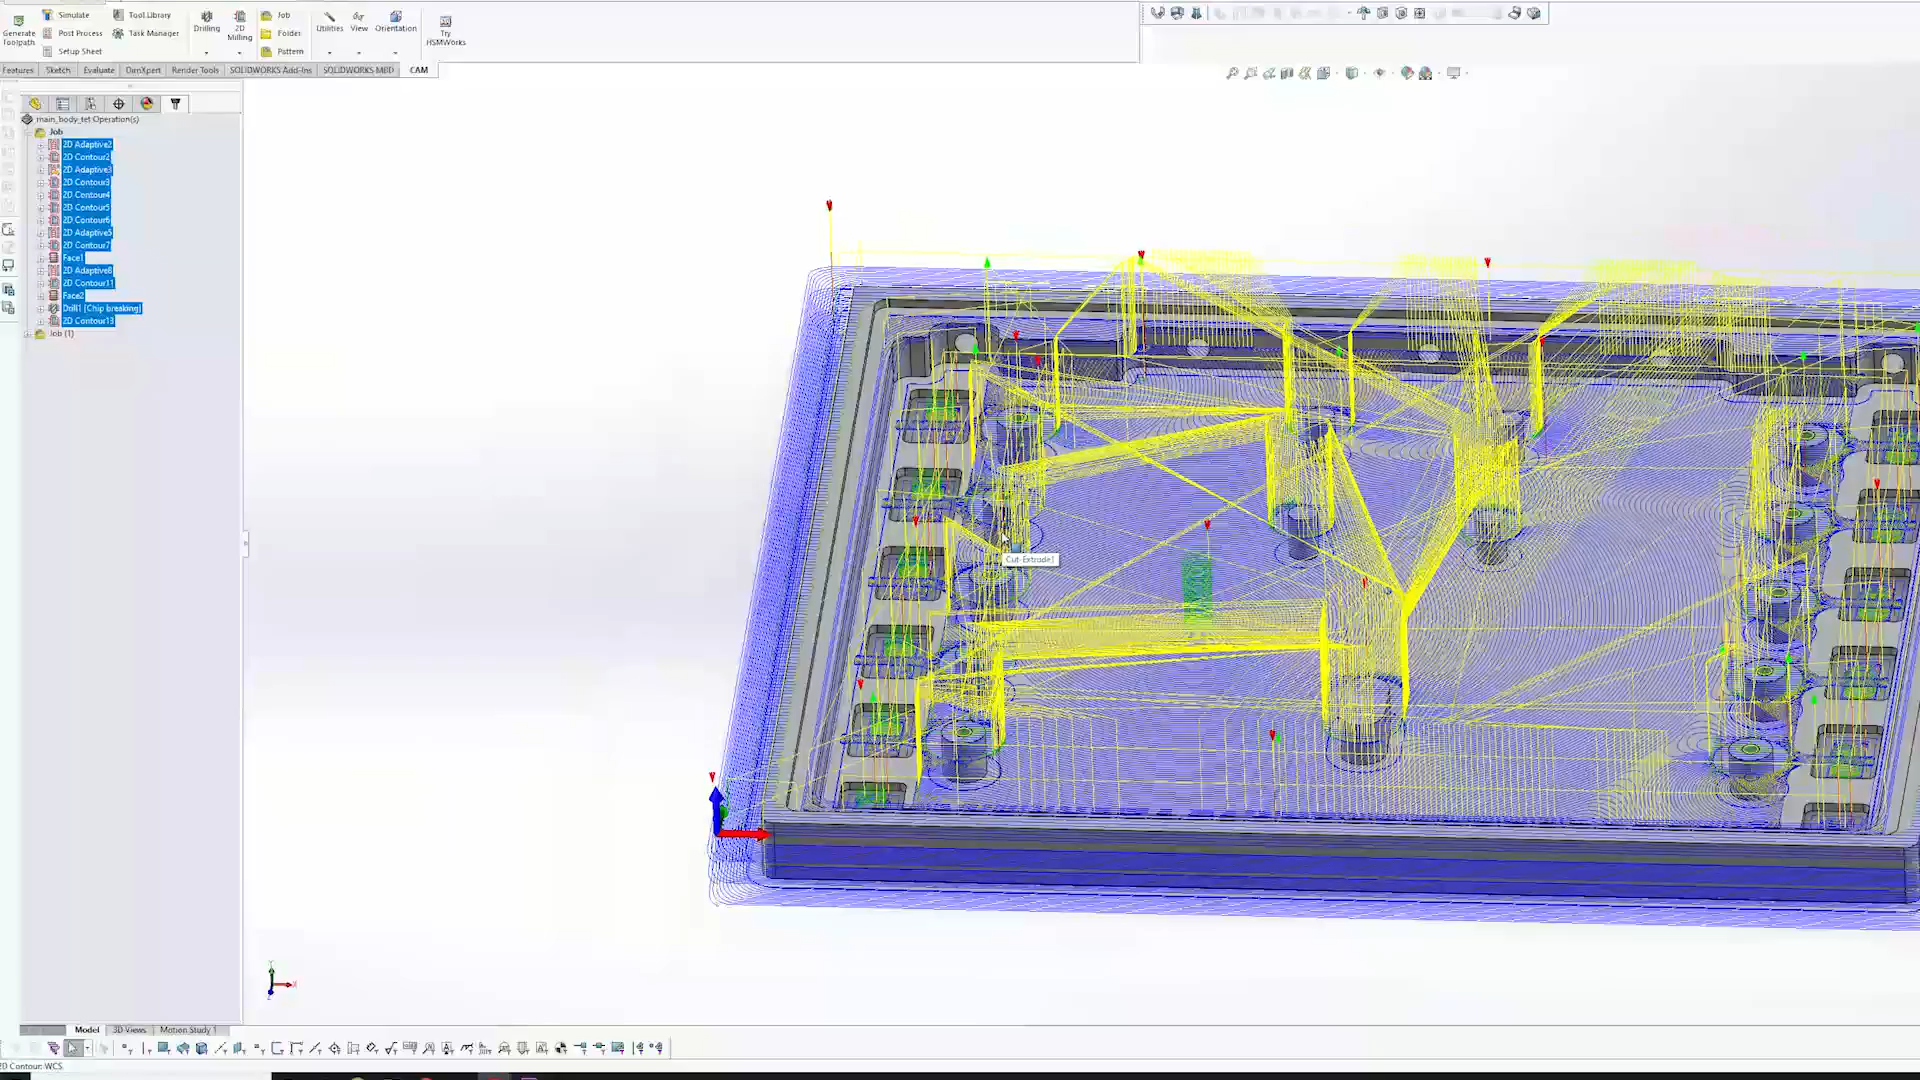 Generate Toolpath
Simulate
Post Process
Setup Sheet
Tool Library
Task Manager
Drilling
2D Milling
Job
Folder
Pattern
Utilities
View
Orientation
Try HSMWorks
Features
Sketch
Evaluate
DimXpert
Render Tools
SOLIDWORKS Add-Ins
SOLIDWORKS MBD
CAM
main_body_tet Operation(s)
Job
2D Adaptive2
2D Contour2
2D Adaptive3
2D Contour3
2D Contour4
2D Contour5
2D Contour6
2D Adaptive5
2D Contour7
Face1
2D Adaptive8
2D Contour11
Face2
Drill1 [Chip breaking]
2D Contour13
Job (1)
Cut-Extrude1
Model
3D Views
Motion Study 1
2D Contour: WCS